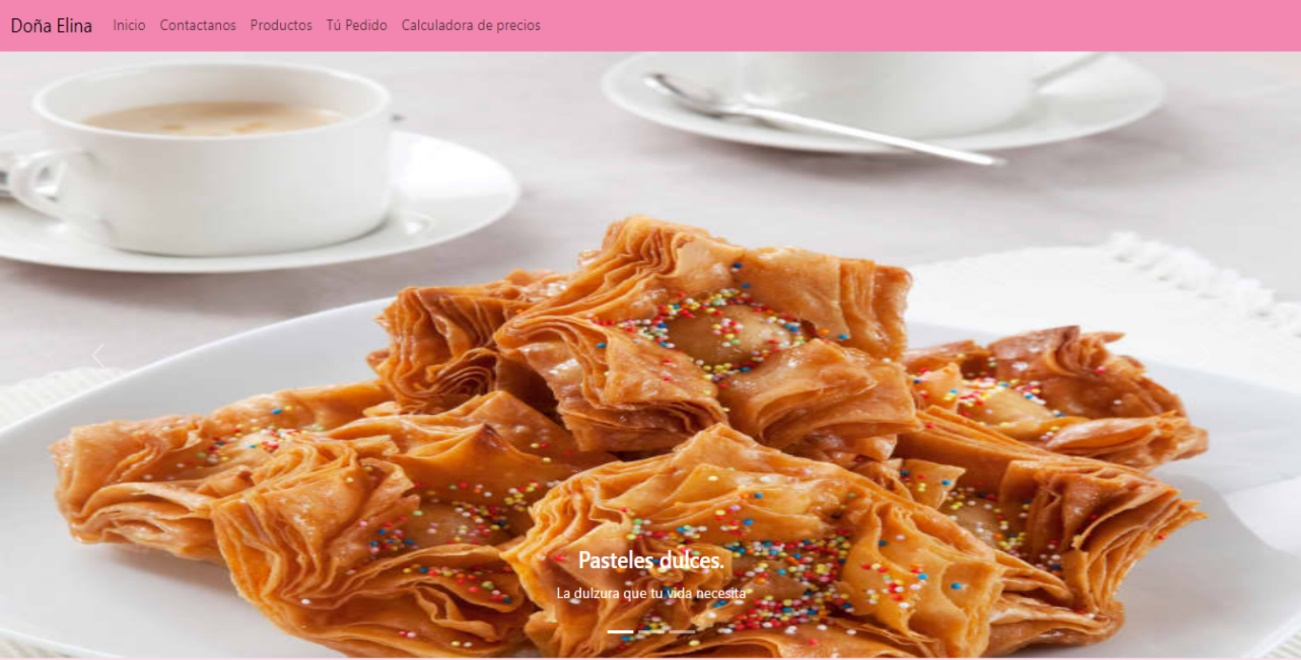 Doña Elina Inicio Contactanos Productos Tú Pedido Calculadora de precios
Pasteles dulces.
La dulzura que tu vida necesita